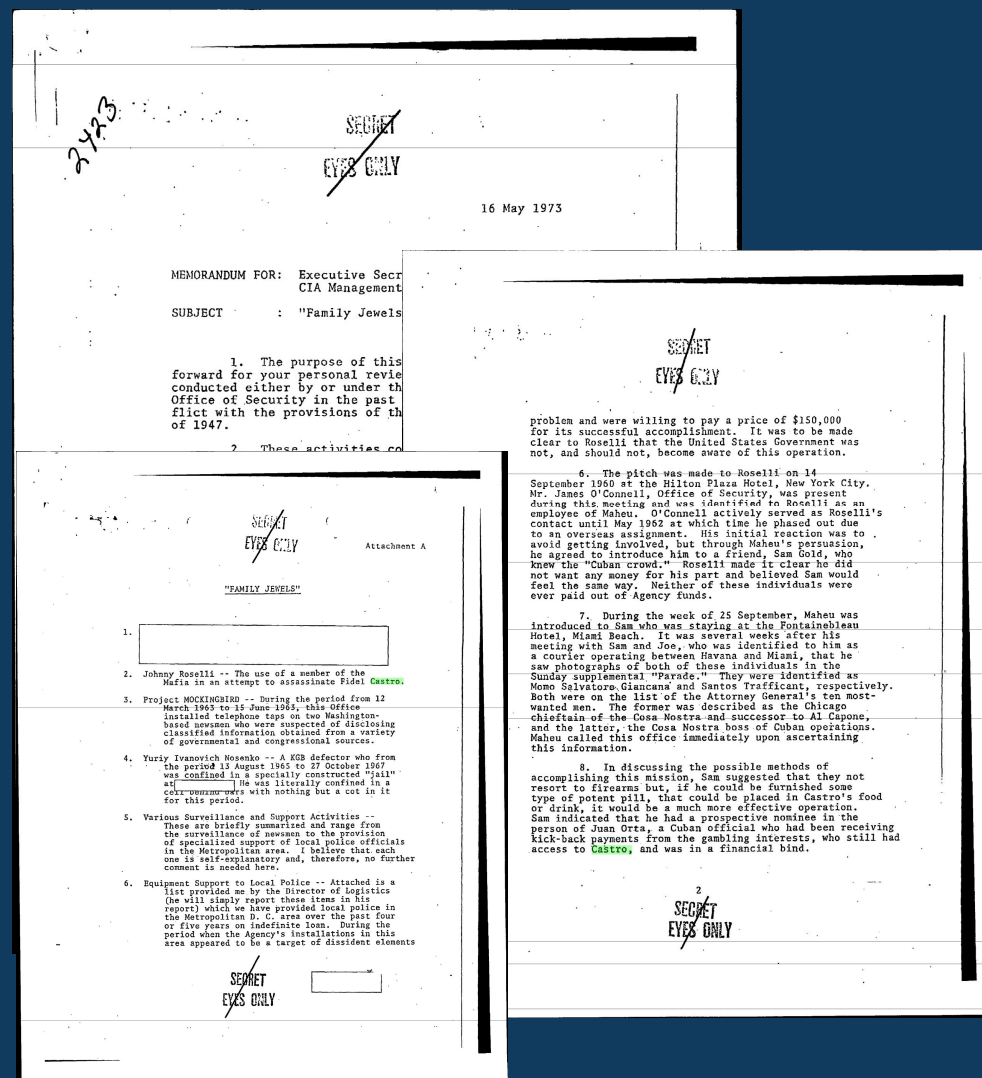 2423
SECRET
EYES ONLY
16 May 1973
MEMORANDUM FOR: Executive Secr
CIA Management
SUBJECT : "Family Jewels
1. The purpose of this
forward for your personal revie
conducted either by or under th
Office of Security in the past
flict with the provisions of th
of 1947.
2. These activities co
SECRET
EYES ONLY
Attachment A
"FAMILY JEWELS"
1.
2. Johnny Roselli -- The use of a member of the
Mafia in an attempt to assassinate Fidel Castro.
3. Project MOCKINGBIRD -- During the period from 12
March 1963 to 15 June 1963, this Office
installed telephone taps on two Washington-
based newsmen who were suspected of disclosing
classified information obtained from a variety
of governmental and congressional sources.
4. Yuriy Ivanovich Nosenko -- A KGB defector who from
the period 13 August 1965 to 27 October 1967
was confined in a specially constructed "jail"
at He was literally confined in a
cell behind bars with nothing but a cot in it
for this period.
5. Various Surveillance and Support Activities --
These are briefly summarized and range from
the surveillance of newsmen to the provision
of specialized support of local police officials
in the Metropolitan area. I believe that each
one is self-explanatory and, therefore, no further
comment is needed here.
6. Equipment Support to Local Police -- Attached is a
list provided me by the Director of Logistics
(he will simply report these items in his
report) which we have provided local police in
the Metropolitan D. C. area over the past four
or five years on indefinite loan. During the
period when the Agency's installations in this
area appeared to be a target of dissident elements
SECRET
EYES ONLY
SECRET
EYES ONLY
problem and were willing to pay a price of $150,000
for its successful accomplishment. It was to be made
clear to Roselli that the United States Government was
not, and should not, become aware of this operation.
6. The pitch was made to Roselli on 14
September 1960 at the Hilton Plaza Hotel, New York City.
Mr. James O'Connell, Office of Security, was present
during this meeting and was identified to Roselli as an
employee of Maheu. O'Connell actively served as Roselli's
contact until May 1962 at which time he phased out due
to an overseas assignment. His initial reaction was to
avoid getting involved, but through Maheu's persuasion,
he agreed to introduce him to a friend, Sam Gold, who
knew the "Cuban crowd." Roselli made it clear he did
not want any money for his part and believed Sam would
feel the same way. Neither of these individuals were
ever paid out of Agency funds.
7. During the week of 25 September, Maheu was
introduced to Sam who was staying at the Fontainebleau
Hotel, Miami Beach. It was several weeks after his
meeting with Sam and Joe, who was identified to him as
a courier operating between Havana and Miami, that he
saw photographs of both of these individuals in the
Sunday supplemental "Parade." They were identified as
Momo Salvatore Giancana and Santos Trafficant, respectively.
Both were on the list of the Attorney General's ten most-
wanted men. The former was described as the Chicago
chieftain of the Cosa Nostra and successor to Al Capone,
and the latter, the Cosa Nostra boss of Cuban operations.
Maheu called this office immediately upon ascertaining
this information.
8. In discussing the possible methods of
accomplishing this mission, Sam suggested that they not
resort to firearms but, if he could be furnished some
type of potent pill, that could be placed in Castro's food
or drink, it would be a much more effective operation.
Sam indicated that he had a prospective nominee in the
person of Juan Orta, a Cuban official who had been receiving
kick-back payments from the gambling interests, who still had
access to Castro, and was in a financial bind.
2
SECRET
EYES ONLY